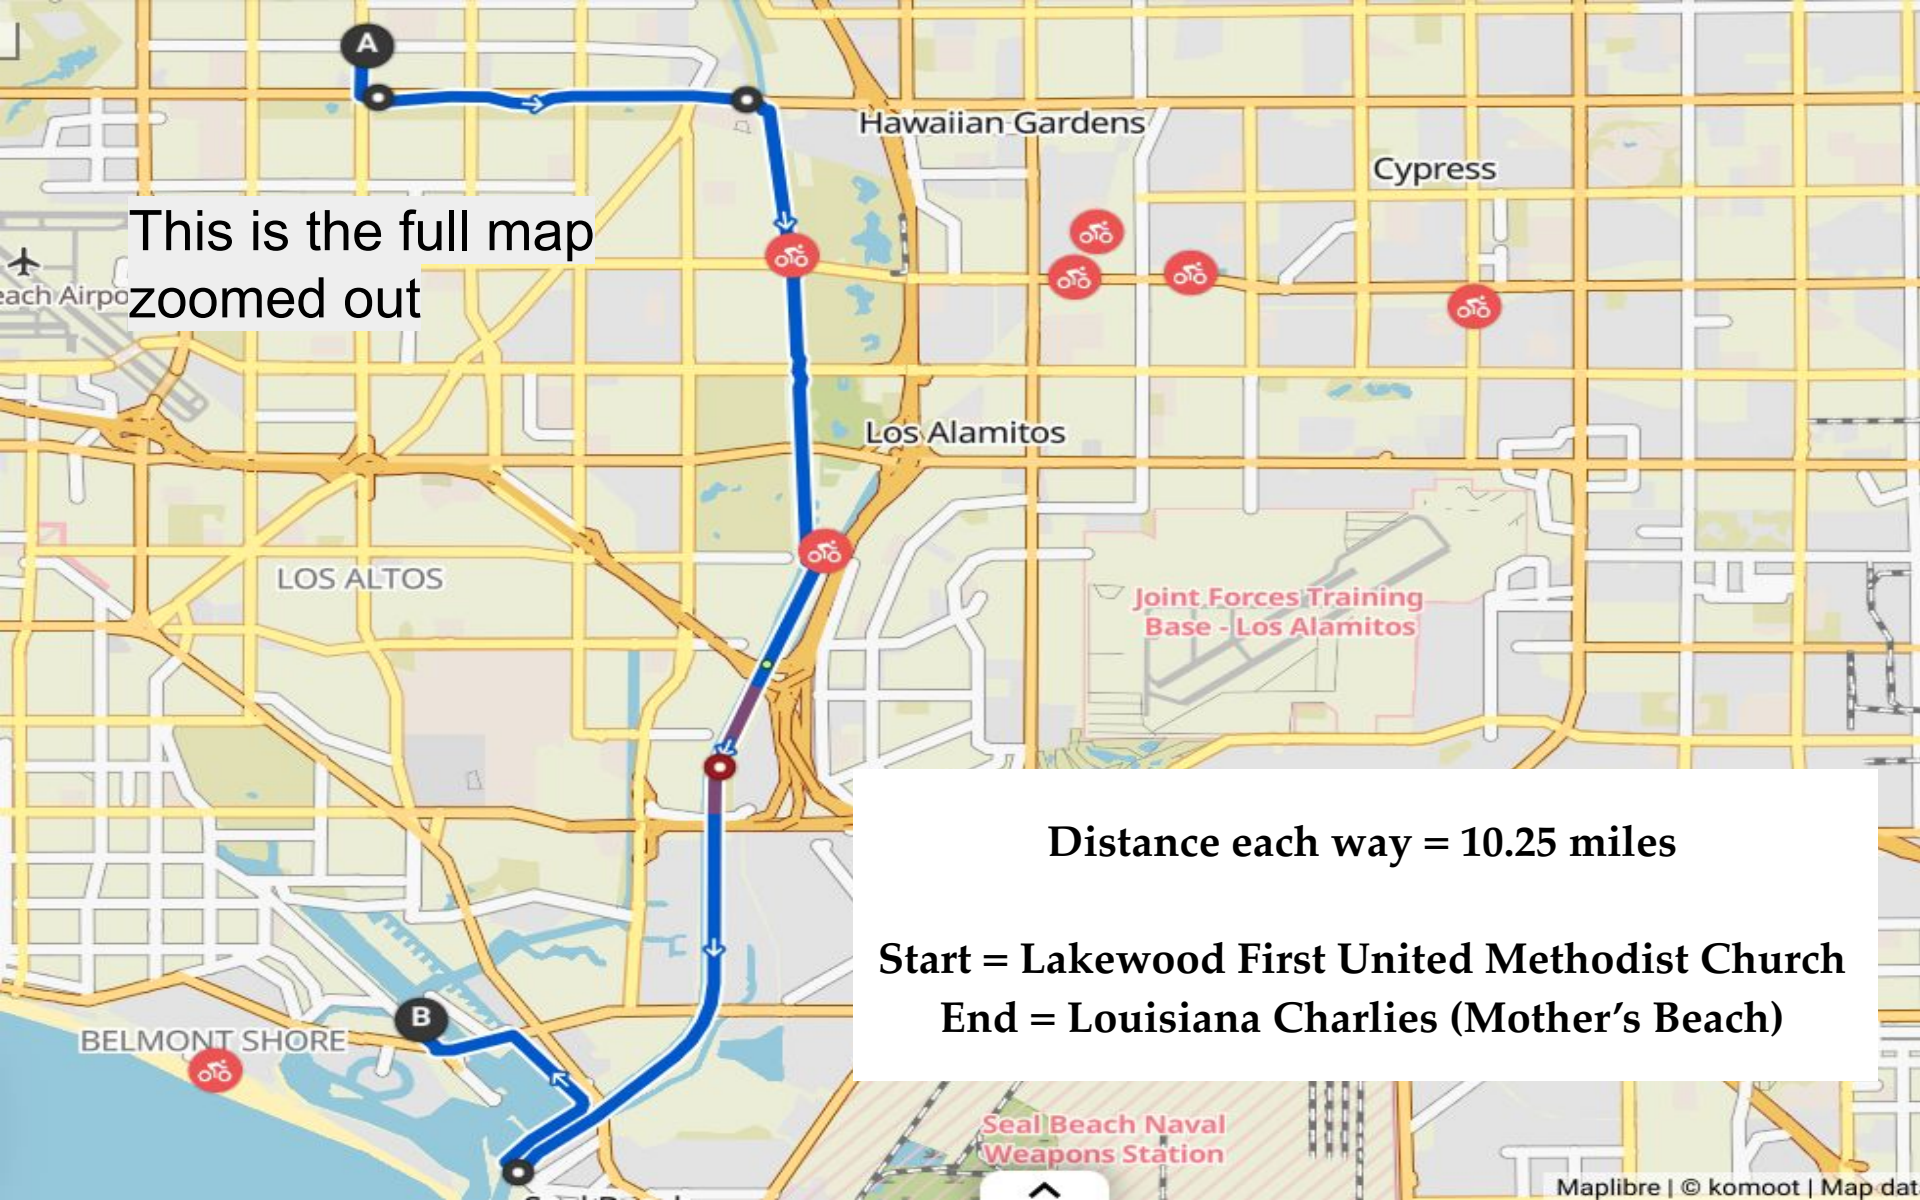 A
Hawaiian Gardens
Cypress
This is the full map
zoomed out
each Airpo
Los Alamitos
LOS ALTOS
Joint Forces Training
Base - Los Alamitos
Distance each way = 10.25 miles
Start = Lakewood First United Methodist Church
End = Louisiana Charlies (Mother's Beach)
B
BELMONT SHORE
Seal Beach Naval
Weapons Station
Maplibre | © komoot | Map dat